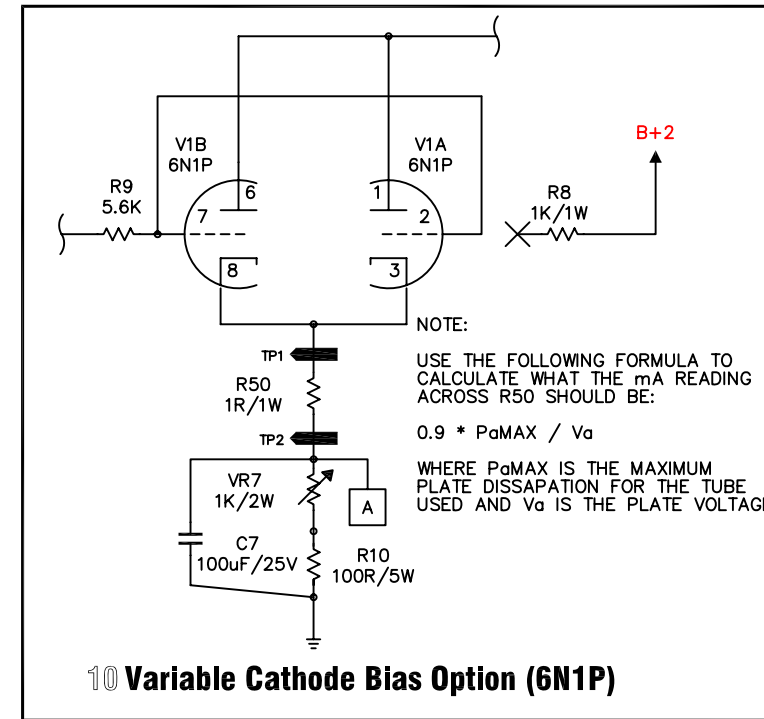 B+2
V1B
6N1P
V1A
6N1P
R9
5.6K
R8
1K/1W
6
1
7
2
8
3
NOTE:
TP1
USE THE FOLLOWING FORMULA TO
CALCULATE WHAT THE mA READING
ACROSS R50 SHOULD BE:
R50
1R/1W
TP2
0.9 * PaMAX / Va
WHERE PaMAX IS THE MAXIMUM
PLATE DISSAPATION FOR THE TUBE
USED AND Va IS THE PLATE VOLTAGE
VR7
1K/2W
A
C7
100uF/25V
R10
100R/5W
10 Variable Cathode Bias Option (6N1P)